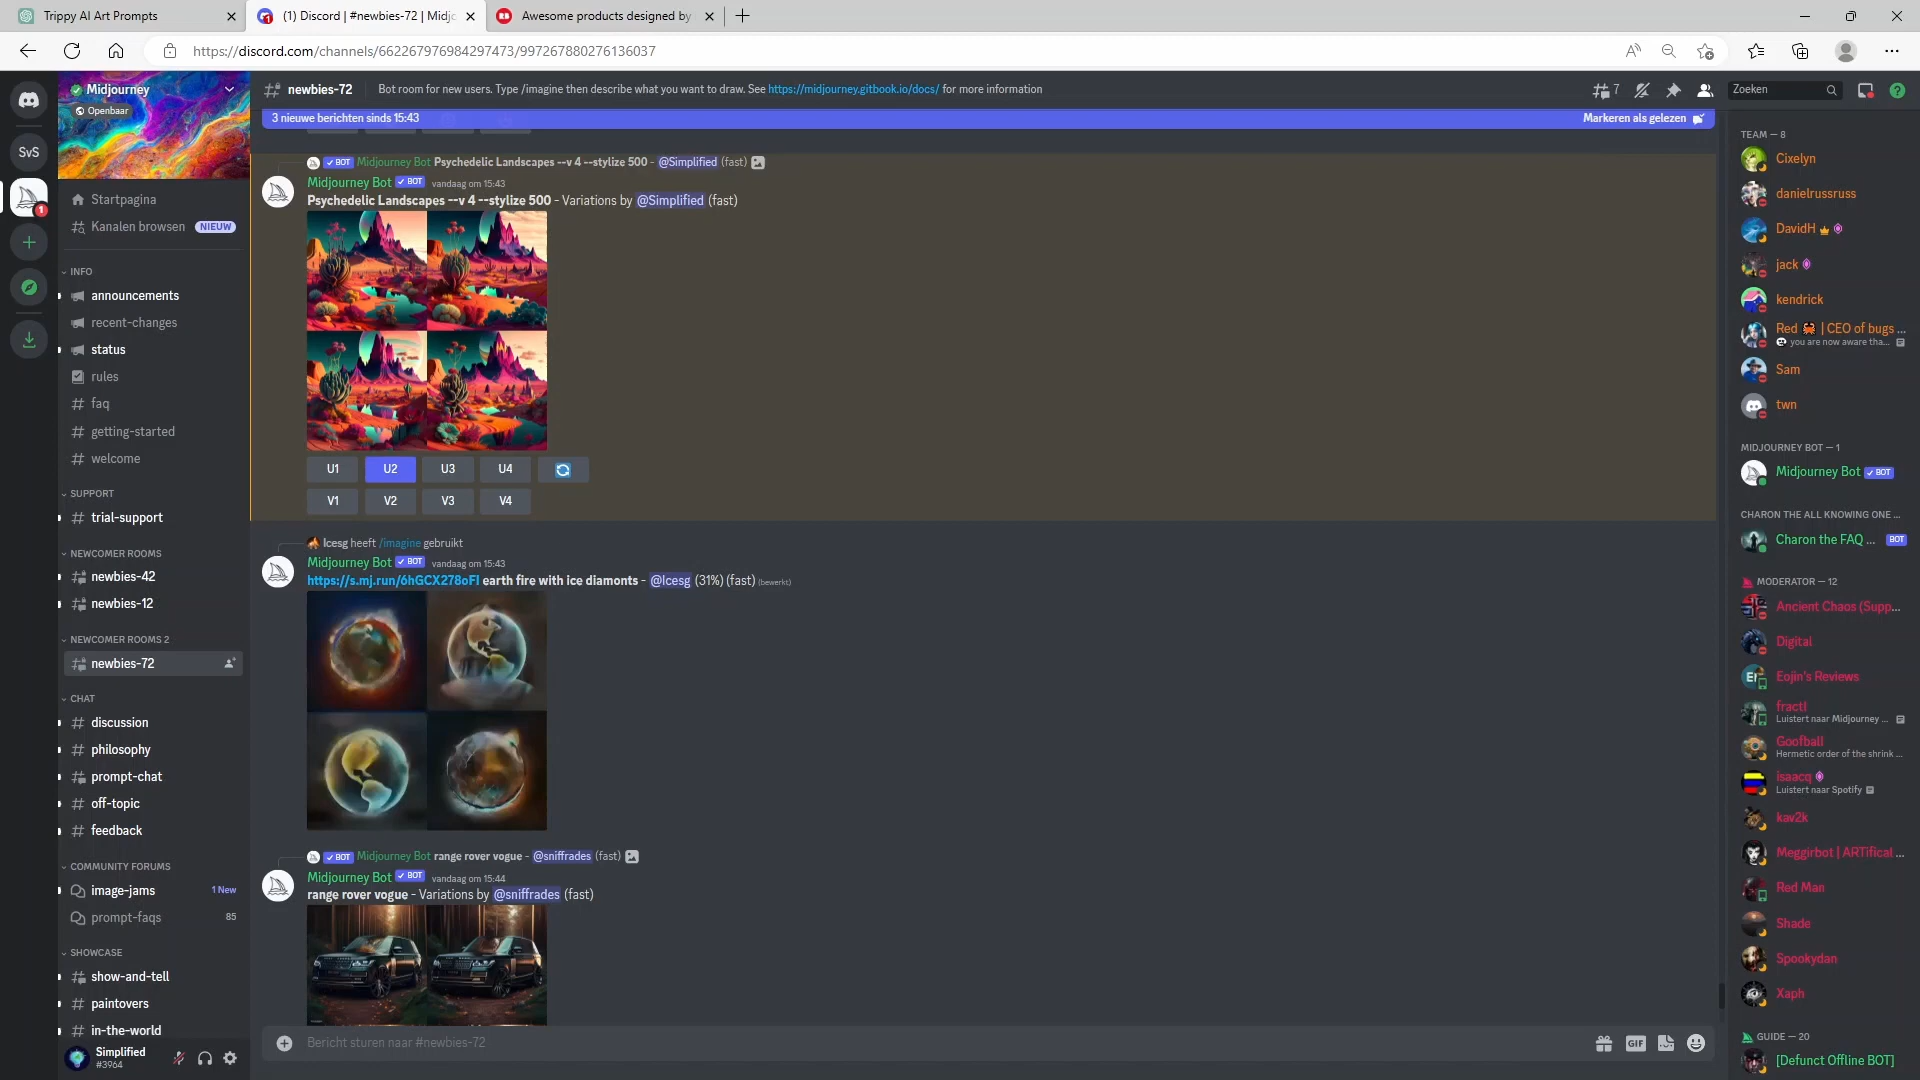 Trippy AI Art Prompts
(1) Discord | #newbies-72 | Midjc
Awesome products designed by
https://discord.com/channels/662267976984297473/997267880276136037
Midjourney
Openbaar
newbies-72
Bot room for new users. Type /imagine then describe what you want to draw. See https://midjourney.gitbook.io/docs/ for more information
7
Zoeken
3 nieuwe berichten sinds 15:43
Markeren als gelezen
SvS
1
Startpagina
Kanalen browsen NIEUW
INFO
announcements
recent-changes
status
rules
faq
getting-started
welcome
SUPPORT
trial-support
NEWCOMER ROOMS
newbies-42
newbies-12
NEWCOMER ROOMS 2
newbies-72
CHAT
discussion
philosophy
prompt-chat
off-topic
feedback
COMMUNITY FORUMS
image-jams 1 New
prompt-faqs 85
SHOWCASE
show-and-tell
paintovers
in-the-world
Simplified
#3964
BOT Midjourney Bot Psychedelic Landscapes --v 4 --stylize 500 - @Simplified (fast)
Midjourney Bot BOT vandaag om 15:43
Psychedelic Landscapes --v 4 --stylize 500 - Variations by @Simplified (fast)
U1 U2 U3 U4
V1 V2 V3 V4
Icesg heeft /imagine gebruikt
Midjourney Bot BOT vandaag om 15:43
https://s.mj.run/6hGCX278oFI earth fire with ice diamonts - @Icesg (31%) (fast) (bewerkt)
BOT Midjourney Bot range rover vogue - @sniffrades (fast)
Midjourney Bot BOT vandaag om 15:44
range rover vogue - Variations by @sniffrades (fast)
Bericht sturen naar #newbies-72
GIF
TEAM — 8
Cixelyn
danielrussruss
DavidH
jack
kendrick
Red | CEO of bugs ...
you are now aware tha...
Sam
twn
MIDJOURNEY BOT — 1
Midjourney Bot BOT
CHARON THE ALL KNOWING ONE ...
Charon the FAQ ... BOT
MODERATOR — 12
Ancient Chaos (Supp...
Digital
Eojin's Reviews
fractl
Luistert naar Midjourney ...
Goofball
Hermetic order of the shrink ...
isaacq
Luistert naar Spotify
kav2k
Meggirbot | ARTifical ...
Red Man
Shade
Spookydan
Xaph
GUIDE — 20
[Defunct Offline BOT]